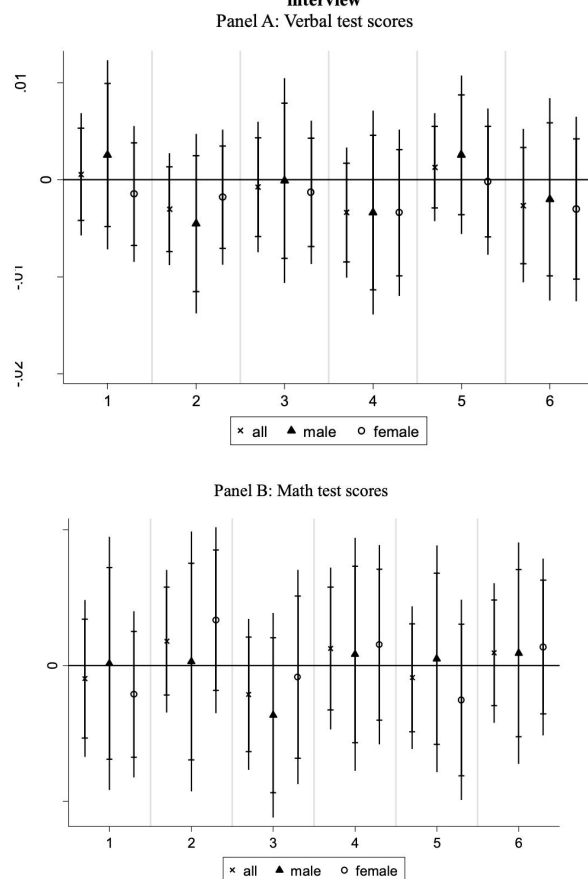 interview
Panel A: Verbal test scores
.01
0
-.01
-.02
1 2 3 4 5 6
× all ▲ male ○ female
Panel B: Math test scores
0
1 2 3 4 5 6
× all ▲ male ○ female